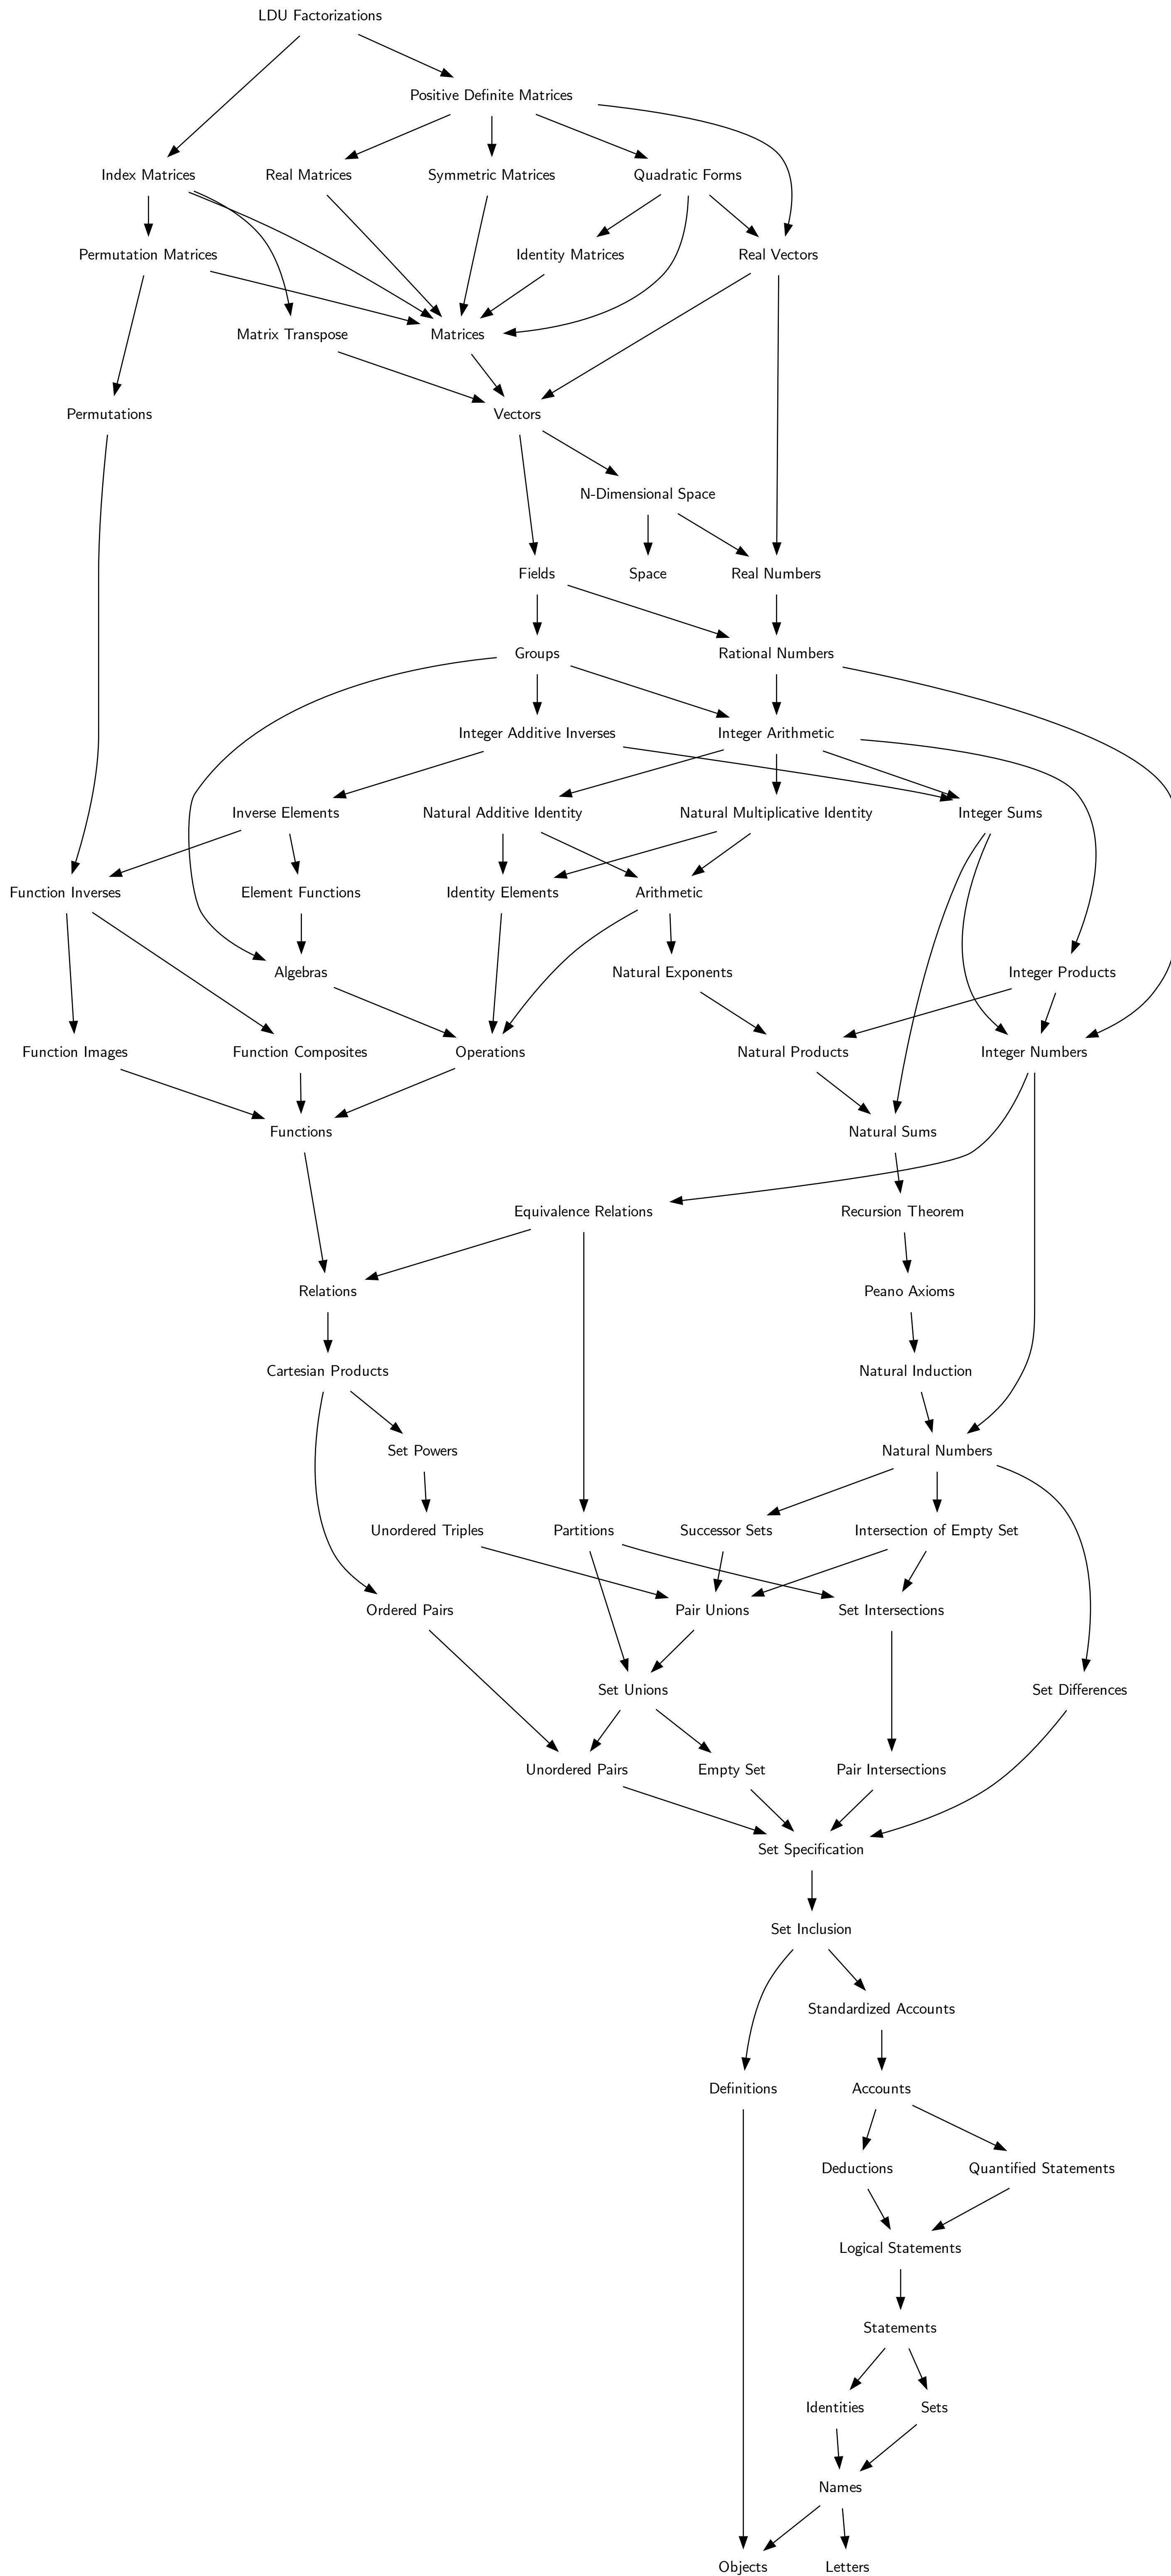 LDU Factorizations
Positive Definite Matrices
Index Matrices
Real Matrices
Symmetric Matrices
Quadratic Forms
Permutation Matrices
Identity Matrices
Real Vectors
Matrix Transpose
Matrices
Permutations
Vectors
N-Dimensional Space
Fields
Space
Real Numbers
Groups
Rational Numbers
Integer Additive Inverses
Integer Arithmetic
Inverse Elements
Natural Additive Identity
Natural Multiplicative Identity
Integer Sums
Function Inverses
Element Functions
Identity Elements
Arithmetic
Algebras
Natural Exponents
Integer Products
Function Images
Function Composites
Operations
Natural Products
Integer Numbers
Functions
Natural Sums
Equivalence Relations
Recursion Theorem
Relations
Peano Axioms
Cartesian Products
Natural Induction
Set Powers
Natural Numbers
Unordered Triples
Partitions
Successor Sets
Intersection of Empty Set
Ordered Pairs
Pair Unions
Set Intersections
Set Unions
Set Differences
Unordered Pairs
Empty Set
Pair Intersections
Set Specification
Set Inclusion
Standardized Accounts
Definitions
Accounts
Deductions
Quantified Statements
Logical Statements
Statements
Identities
Sets
Names
Objects
Letters